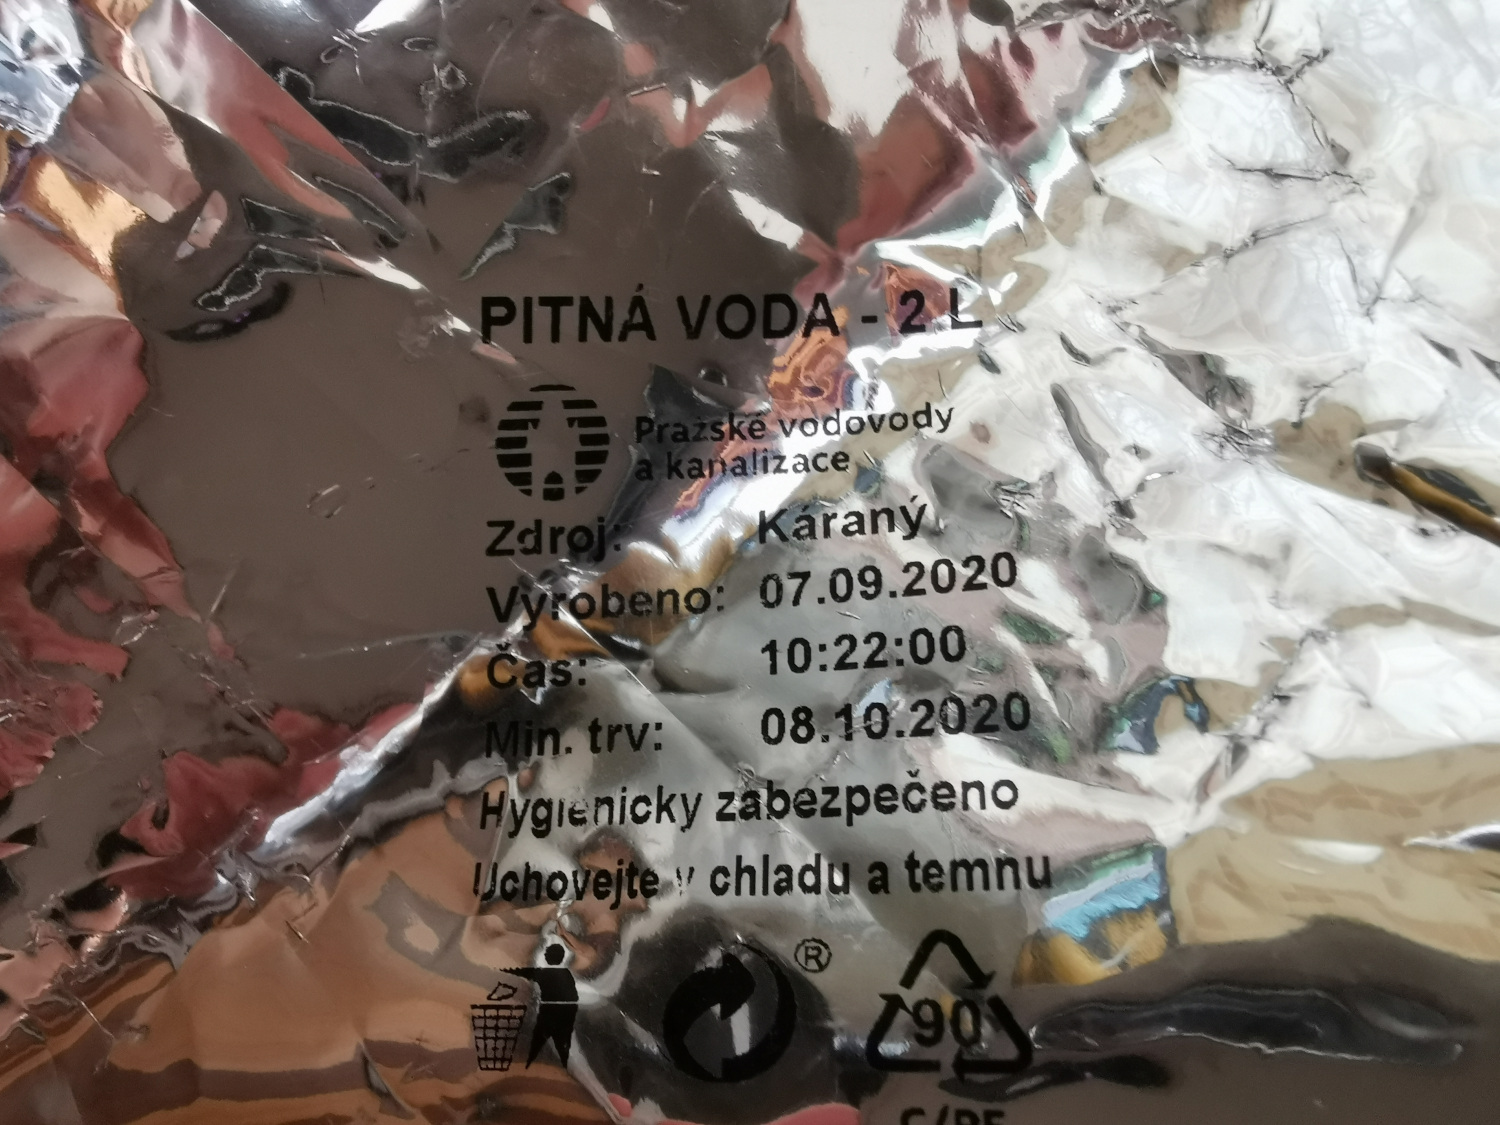 PITNÁ VODA - 2 L
Pražské vodovody
a kanalizace
Zdroj: Káraný
Vyrobeno: 07.09.2020
Čas: 10:22:00
Min. trv: 08.10.2020
Hygienicky zabezpečeno
Uchovejte v chladu a temnu
®
90
C/PE